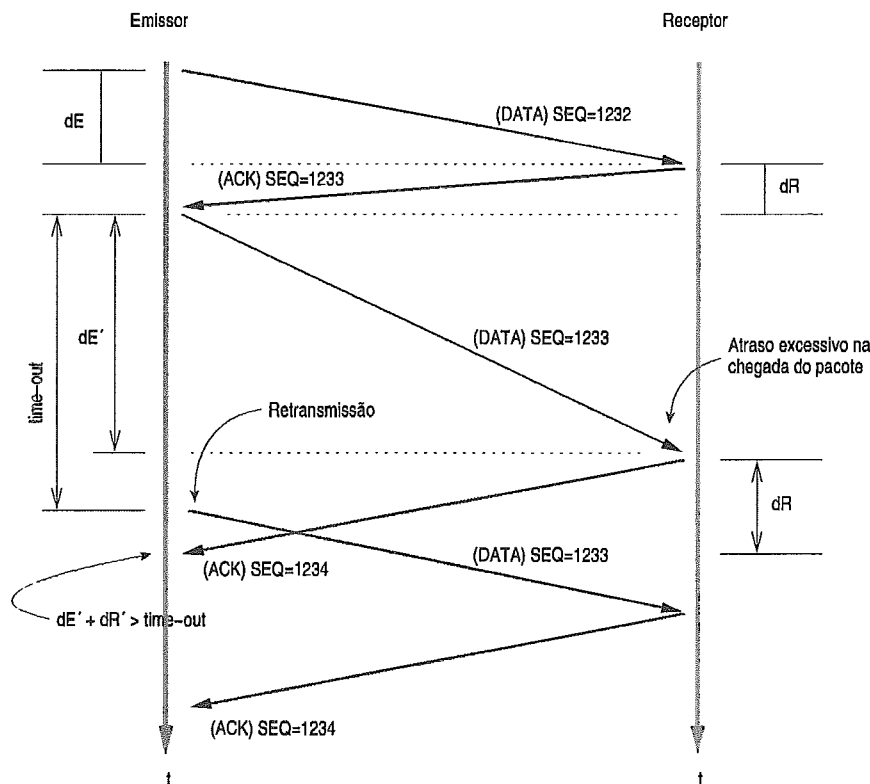 Emissor
Receptor
dE
(DATA) SEQ=1232
(ACK) SEQ=1233
dR
time-out
dE´
(DATA) SEQ=1233
Atraso excessivo na
chegada do pacote
Retransmissão
dR
(ACK) SEQ=1234
(DATA) SEQ=1233
dE´ + dR´ > time-out
(ACK) SEQ=1234
t
t